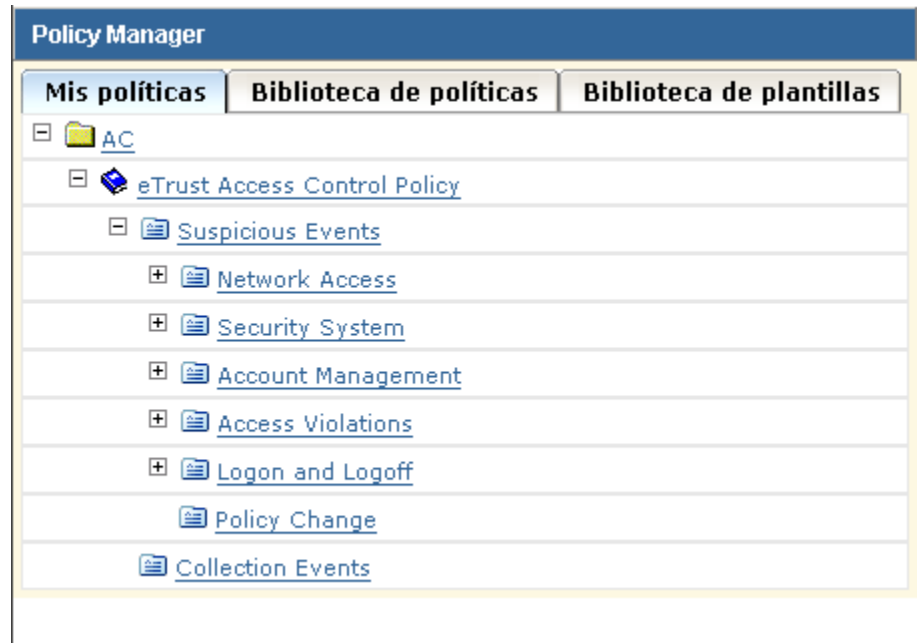 Policy Manager
Mis políticas Biblioteca de políticas Biblioteca de plantillas
AC
eTrust Access Control Policy
Suspicious Events
Network Access
Security System
Account Management
Access Violations
Logon and Logoff
Policy Change
Collection Events